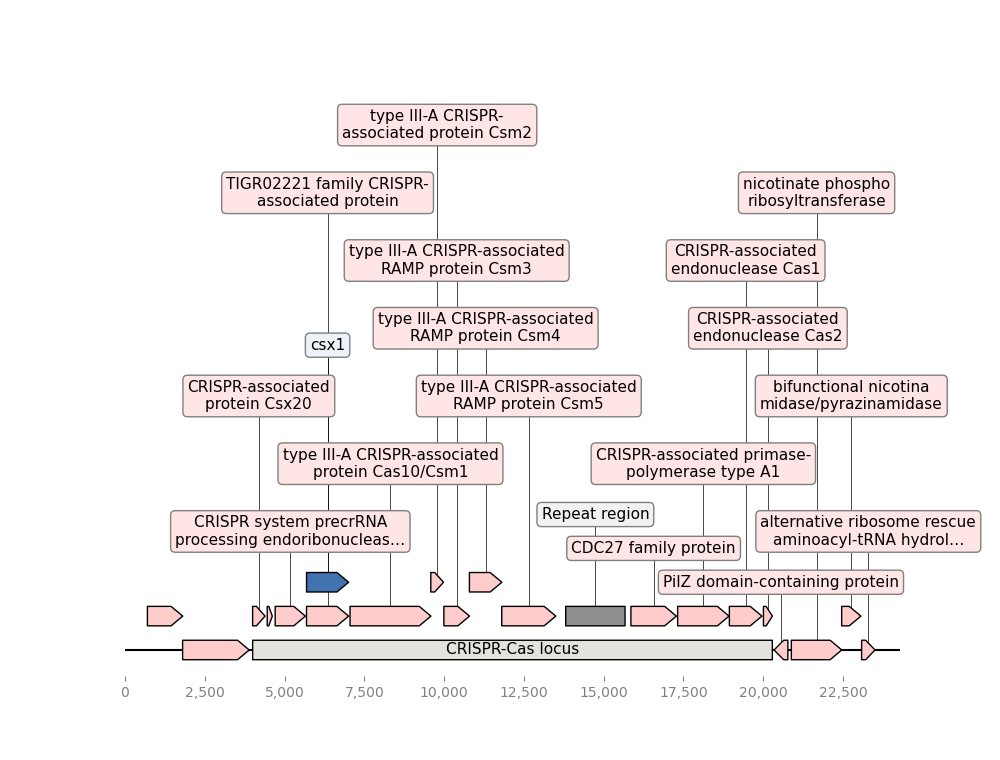 type III-A CRISPR-
associated protein Csm2
TIGR02221 family CRISPR-
associated protein
nicotinate phospho
ribosyltransferase
type III-A CRISPR-associated
RAMP protein Csm3
CRISPR-associated
endonuclease Cas1
type III-A CRISPR-associated
RAMP protein Csm4
CRISPR-associated
endonuclease Cas2
csx1
CRISPR-associated
protein Csx20
type III-A CRISPR-associated
RAMP protein Csm5
bifunctional nicotina
midase/pyrazinamidase
type III-A CRISPR-associated
protein Cas10/Csm1
CRISPR-associated primase-
polymerase type A1
Repeat region
CRISPR system precrRNA
processing endoribonucleas...
alternative ribosome rescue
aminoacyl-tRNA hydrol...
CDC27 family protein
PilZ domain-containing protein
CRISPR-Cas locus
0 2,500 5,000 7,500 10,000 12,500 15,000 17,500 20,000 22,500